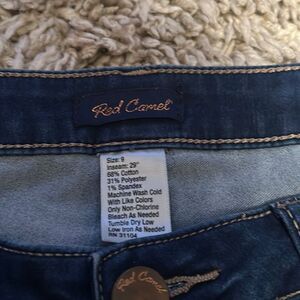 Red Camel
Size: 9
Inseam: 29"
68% Cotton
31% Polyester
1% Spandex
Machine Wash Cold
With Like Colors
Only Non-Chlorine
Bleach As Needed
Tumble Dry Low
Low Iron As Needed
RN 31104
Red Camel